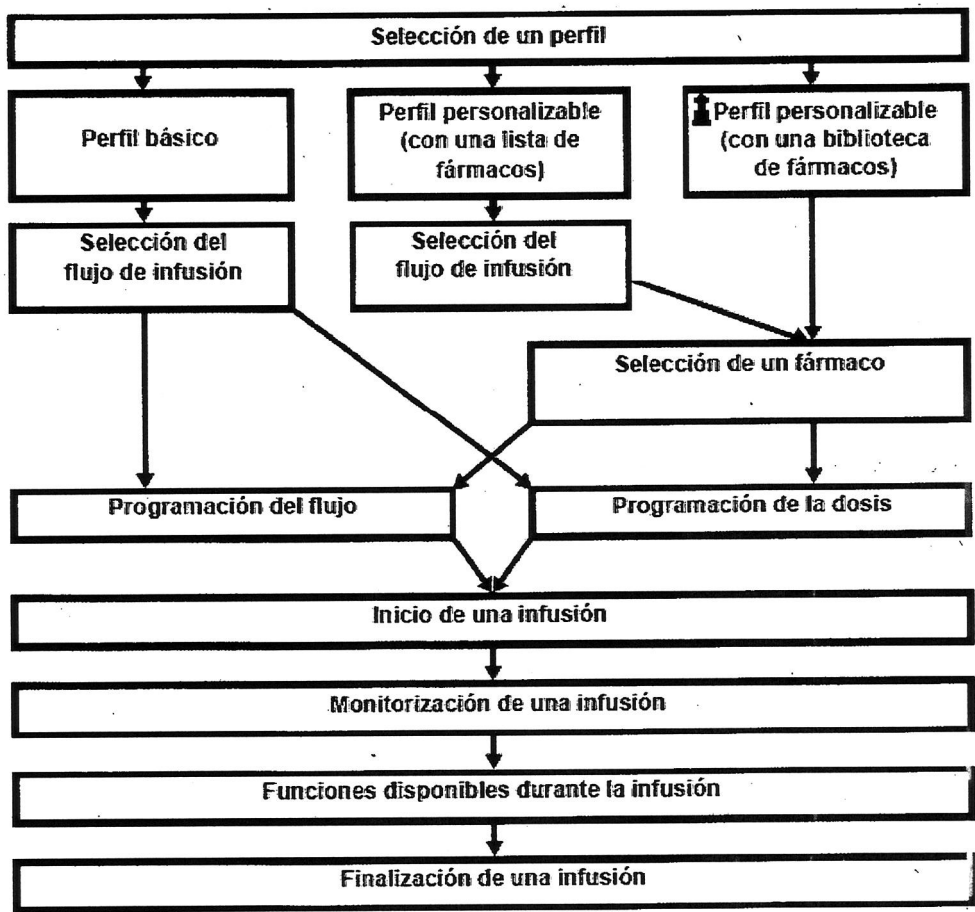 Selección de un perfil
Perfil básico
Perfil personalizable
(con una lista de
fármacos)
Perfil personalizable
(con una biblioteca
de fármacos)
Selección del
flujo de infusión
Selección del
flujo de infusión
Selección de un fármaco
Programación del flujo
Programación de la dosis
Inicio de una infusión
Monitorización de una infusión
Funciones disponibles durante la infusión
Finalización de una infusión